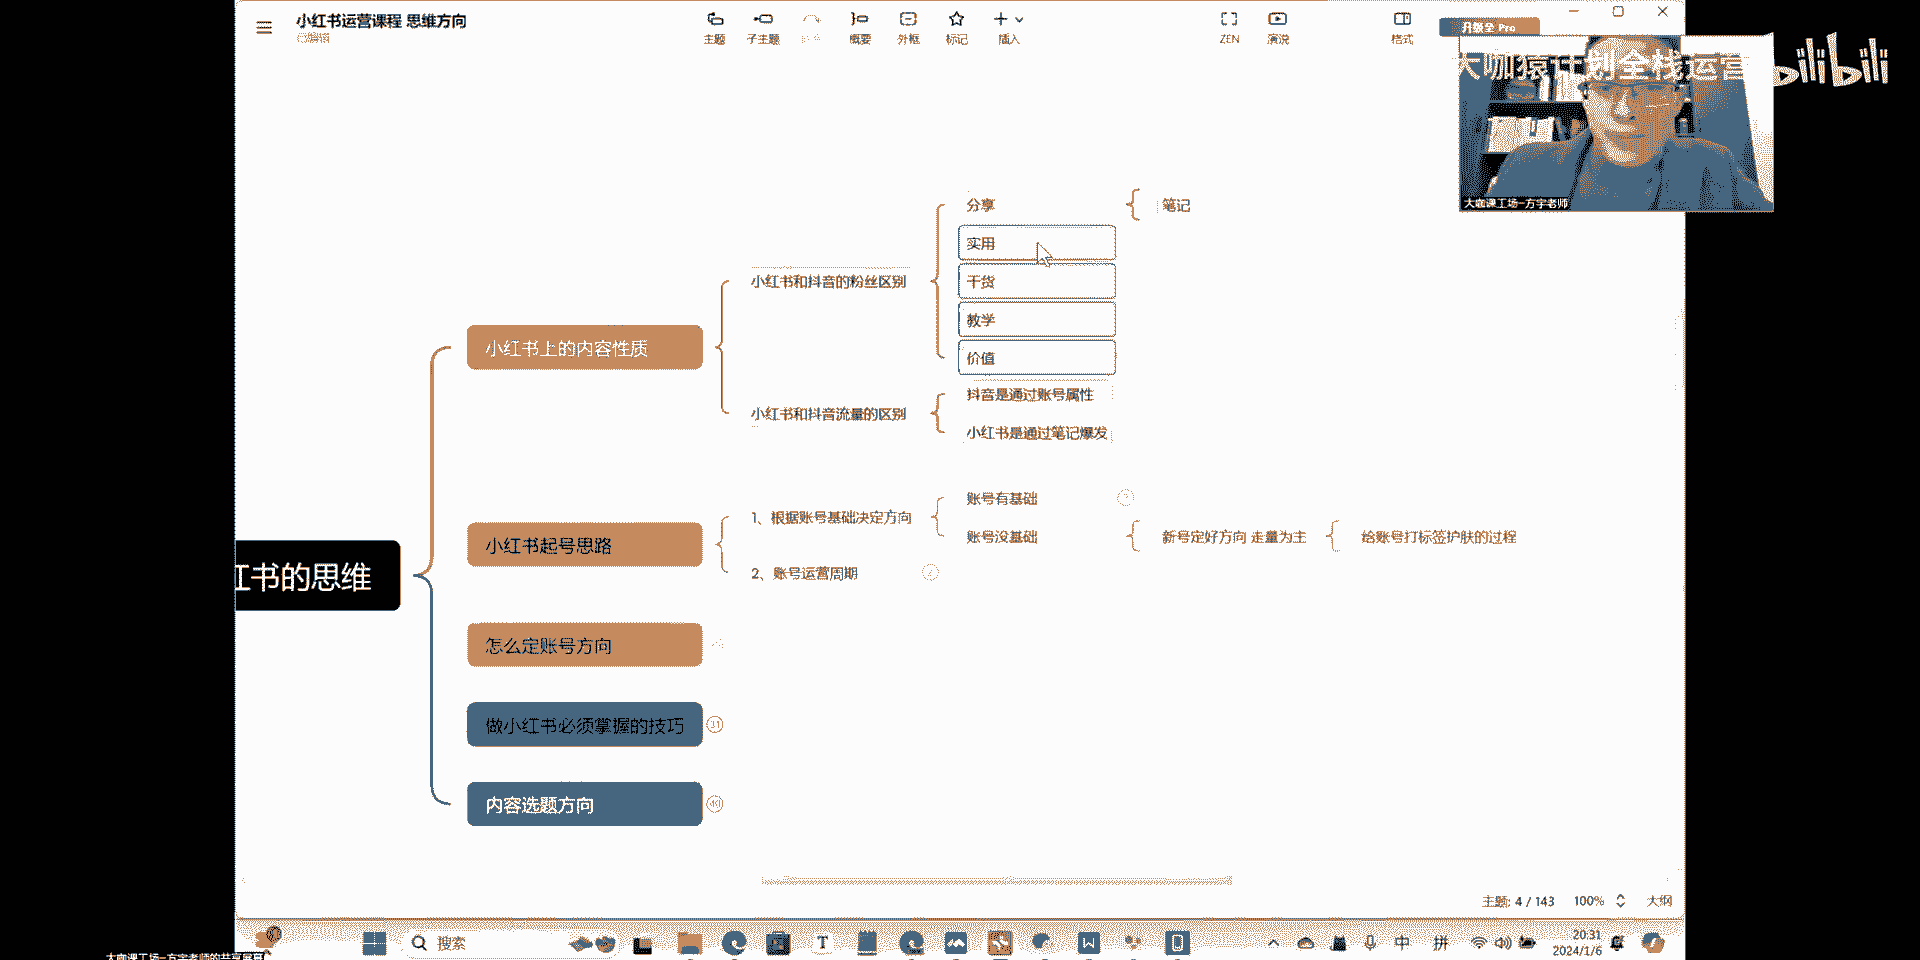 小红书运营课程 思维方向
已编辑
主题
子主题
概要
外框
标记
插入
ZEN
演说
格式
升级全 Pro
大咖猿计划全栈运营
bilibili
大咖课工场-方宇老师
分享
笔记
实用
干货
教学
价值
小红书和抖音的粉丝区别
小红书上的内容性质
抖音是通过账号属性
小红书和抖音流量的区别
小红书是通过笔记爆发
账号有基础
1、根据账号基础决定方向
小红书起号思路
账号没基础
新号定好方向 走量为主
给账号打标签护肤的过程
2、账号运营周期
2
红书的思维
怎么定账号方向
做小红书必须掌握的技巧
31
内容选题方向
49
主题: 4 / 143
100%
大纲
搜索
中
拼
20:31
2024/1/6
大咖课工场-方宇老师的共享屏幕